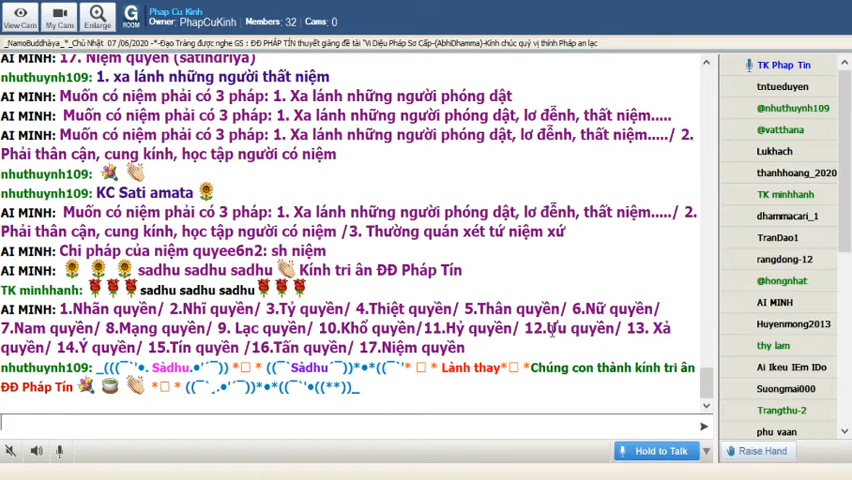 Phap Cu Kinh
Owner: PhapCuKinh Members: 32 Cams: 0
View Cam
My Cam
Enlarge
G
ROOM
_NamoBuddhàya_*_Chủ Nhật 07/06/2020 -*-Đạo Tràng được nghe GS : ĐĐ PHÁP TÍN thuyết giảng đề tài "Vi Diệu Pháp Sơ Cấp-(AbhiDhamma)-Kính chúc quý vị thính Pháp an lạc
AI MINH: 17. Niệm quyền (satindriya)
nhuthuynh109: 1. xa lánh những người thất niệm
AI MINH: Muốn có niệm phải có 3 pháp: 1. Xa lánh những người phóng dật
AI MINH: Muốn có niệm phải có 3 pháp: 1. Xa lánh những người phóng dật, lơ đễnh, thất niệm.....
AI MINH: Muốn có niệm phải có 3 pháp: 1. Xa lánh những người phóng dật, lơ đễnh, thất niệm...../ 2.
Phải thân cận, cung kính, học tập người có niệm
nhuthuynh109:
nhuthuynh109: KC Sati amata
AI MINH: Muốn có niệm phải có 3 pháp: 1. Xa lánh những người phóng dật, lơ đễnh, thất niệm...../ 2.
Phải thân cận, cung kính, học tập người có niệm /3. Thường quán xét tứ niệm xứ
AI MINH: Chi pháp của niệm quyee6n2: sh niệm
AI MINH: sadhu sadhu sadhu Kính tri ân ĐĐ Pháp Tín
TK minhhanh: sadhu sadhu sadhu
AI MINH: 1.Nhãn quyền/ 2.Nhĩ quyền/ 3.Tỷ quyền/ 4.Thiệt quyền/ 5.Thân quyền/ 6.Nữ quyền/
7.Nam quyền/ 8.Mạng quyền/ 9. Lạc quyền/ 10.Khổ quyền/11.Hỷ quyền/ 12.Ưu quyền/ 13. Xả
quyền/ 14.Ý quyền/ 15.Tín quyền /16.Tấn quyền/ 17.Niệm quyền
nhuthuynh109: _(((¯`'•. Sàdhu.•'´¯)) *□ * ((¯`Sàdhu´¯))*•*((¯`'* □ * Lành thay*□ *Chúng con thành kính tri ân
ĐĐ Pháp Tín *□ * ((¯`¸.•'´¯)*•*((¯`'•((**))_
TK Phap Tin
tntueduyen
@nhuthuynh109
@vatthana
Lukhach
thanhhoang_2020
TK minhhanh
dhammacari_1
TranDao1
rangdong-12
@hongnhat
AI MINH
Huyenmong2013
thy lam
Ai Ikeu IEm IDo
Suongmai000
Trangthu-2
phu vaan
Hold to Talk
Raise Hand